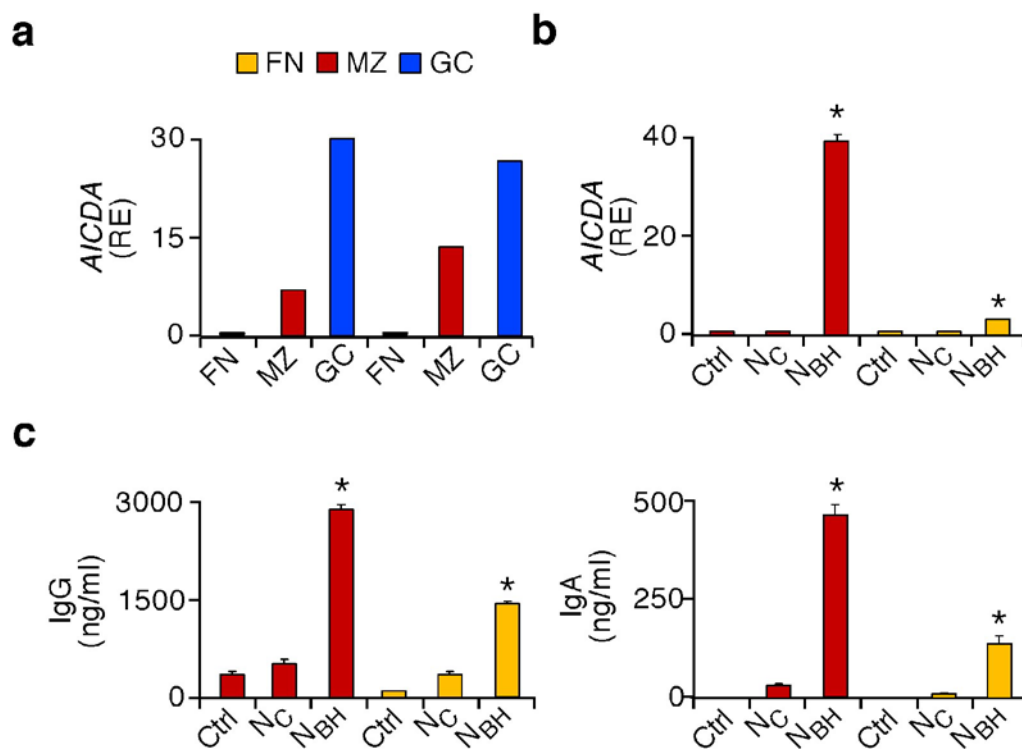 a
FN MZ GC
AICDA
(RE)
30
15
0
FN MZ GC FN MZ GC
b
AICDA
(RE)
40
20
0
*
*
Ctrl NC NBH Ctrl NC NBH
c
IgG
(ng/ml)
3000
1500
0
*
*
Ctrl NC NBH Ctrl NC NBH
IgA
(ng/ml)
500
250
0
*
*
Ctrl NC NBH Ctrl NC NBH